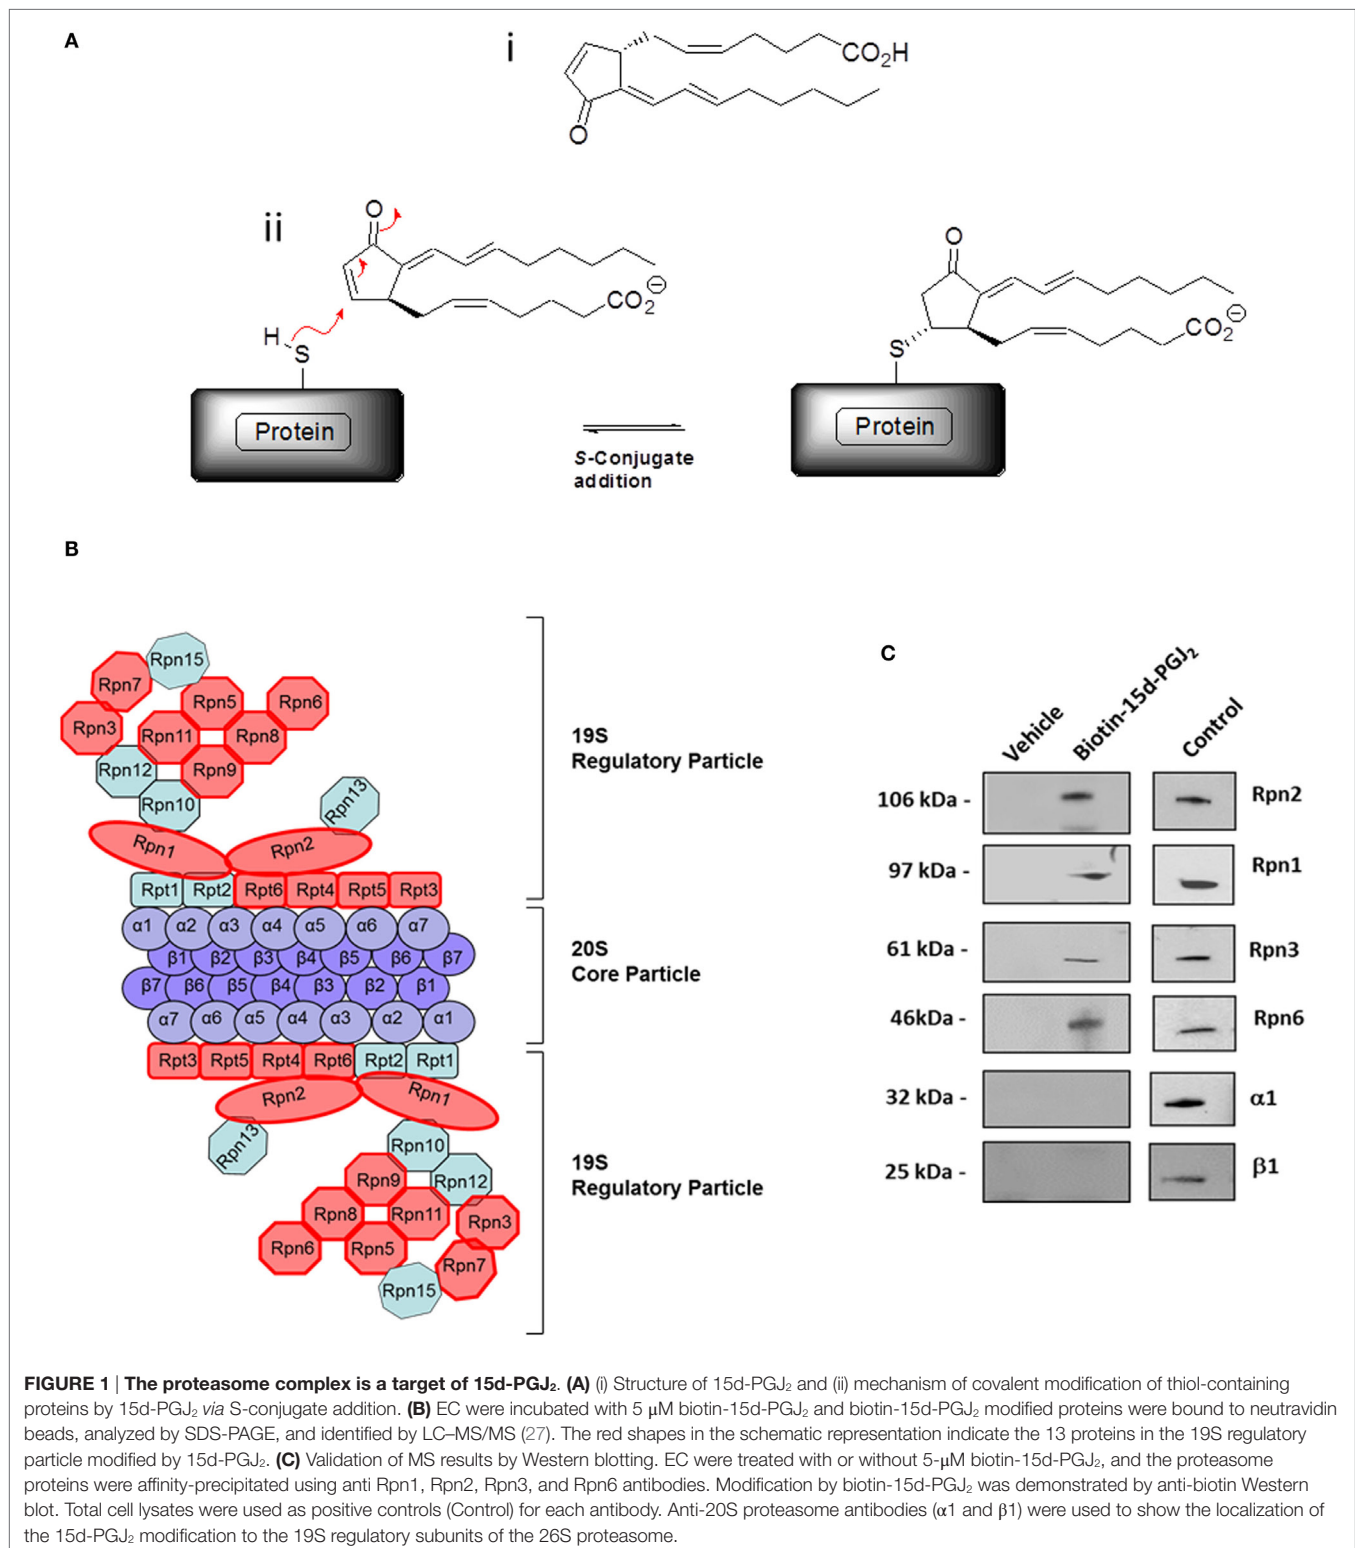 A
i
CO2H
O
ii
O
CO2⊖
H
S
Protein
S-Conjugate
addition
O
CO2⊖
S
Protein
B
Rpn15
Rpn7
Rpn5
Rpn6
Rpn3
Rpn11
Rpn8
Rpn12
Rpn9
Rpn10
Rpn13
Rpn1
Rpn2
Rpt1 Rpt2 Rpt6 Rpt4 Rpt5 Rpt3
α1 α2 α3 α4 α5 α6 α7
β1 β2 β3 β4 β5 β6 β7
β7 β6 β5 β4 β3 β2 β1
α7 α6 α5 α4 α3 α2 α1
Rpt3 Rpt5 Rpt4 Rpt6 Rpt2 Rpt1
Rpn2
Rpn1
Rpn13
Rpn10
Rpn9
Rpn12
Rpn8
Rpn11
Rpn3
Rpn6
Rpn5
Rpn7
Rpn15
19S
Regulatory Particle
20S
Core Particle
19S
Regulatory Particle
C
Vehicle
Biotin-15d-PGJ2
Control
106 kDa - Rpn2
97 kDa - Rpn1
61 kDa - Rpn3
46kDa - Rpn6
32 kDa - α1
25 kDa - β1
FIGURE 1 | The proteasome complex is a target of 15d-PGJ2. (A) (i) Structure of 15d-PGJ2 and (ii) mechanism of covalent modification of thiol-containing
proteins by 15d-PGJ2 via S-conjugate addition. (B) EC were incubated with 5 μM biotin-15d-PGJ2 and biotin-15d-PGJ2 modified proteins were bound to neutravidin
beads, analyzed by SDS-PAGE, and identified by LC–MS/MS (27). The red shapes in the schematic representation indicate the 13 proteins in the 19S regulatory
particle modified by 15d-PGJ2. (C) Validation of MS results by Western blotting. EC were treated with or without 5-μM biotin-15d-PGJ2, and the proteasome
proteins were affinity-precipitated using anti Rpn1, Rpn2, Rpn3, and Rpn6 antibodies. Modification by biotin-15d-PGJ2 was demonstrated by anti-biotin Western
blot. Total cell lysates were used as positive controls (Control) for each antibody. Anti-20S proteasome antibodies (α1 and β1) were used to show the localization of
the 15d-PGJ2 modification to the 19S regulatory subunits of the 26S proteasome.